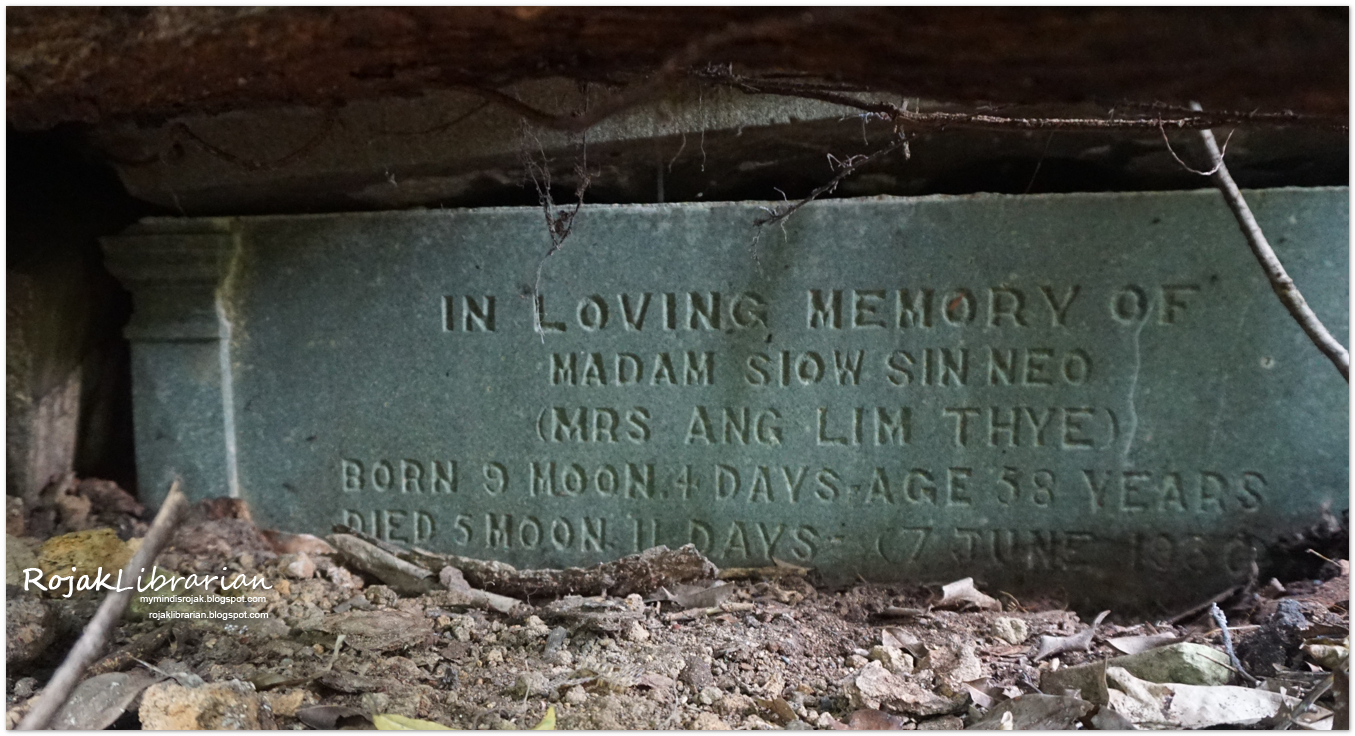 IN LOVING MEMORY OF
MADAM SIOW SIN NEO
(MRS ANG LIM THYE)
BORN 9 MOON.4 DAYS-AGE 58 YEARS
DIED 5 MOON. 11 DAYS- (7 JUNE 1930)
RojakLibrarian
mymindisrojak.blogspot.com
rojaklibrarian.blogspot.com